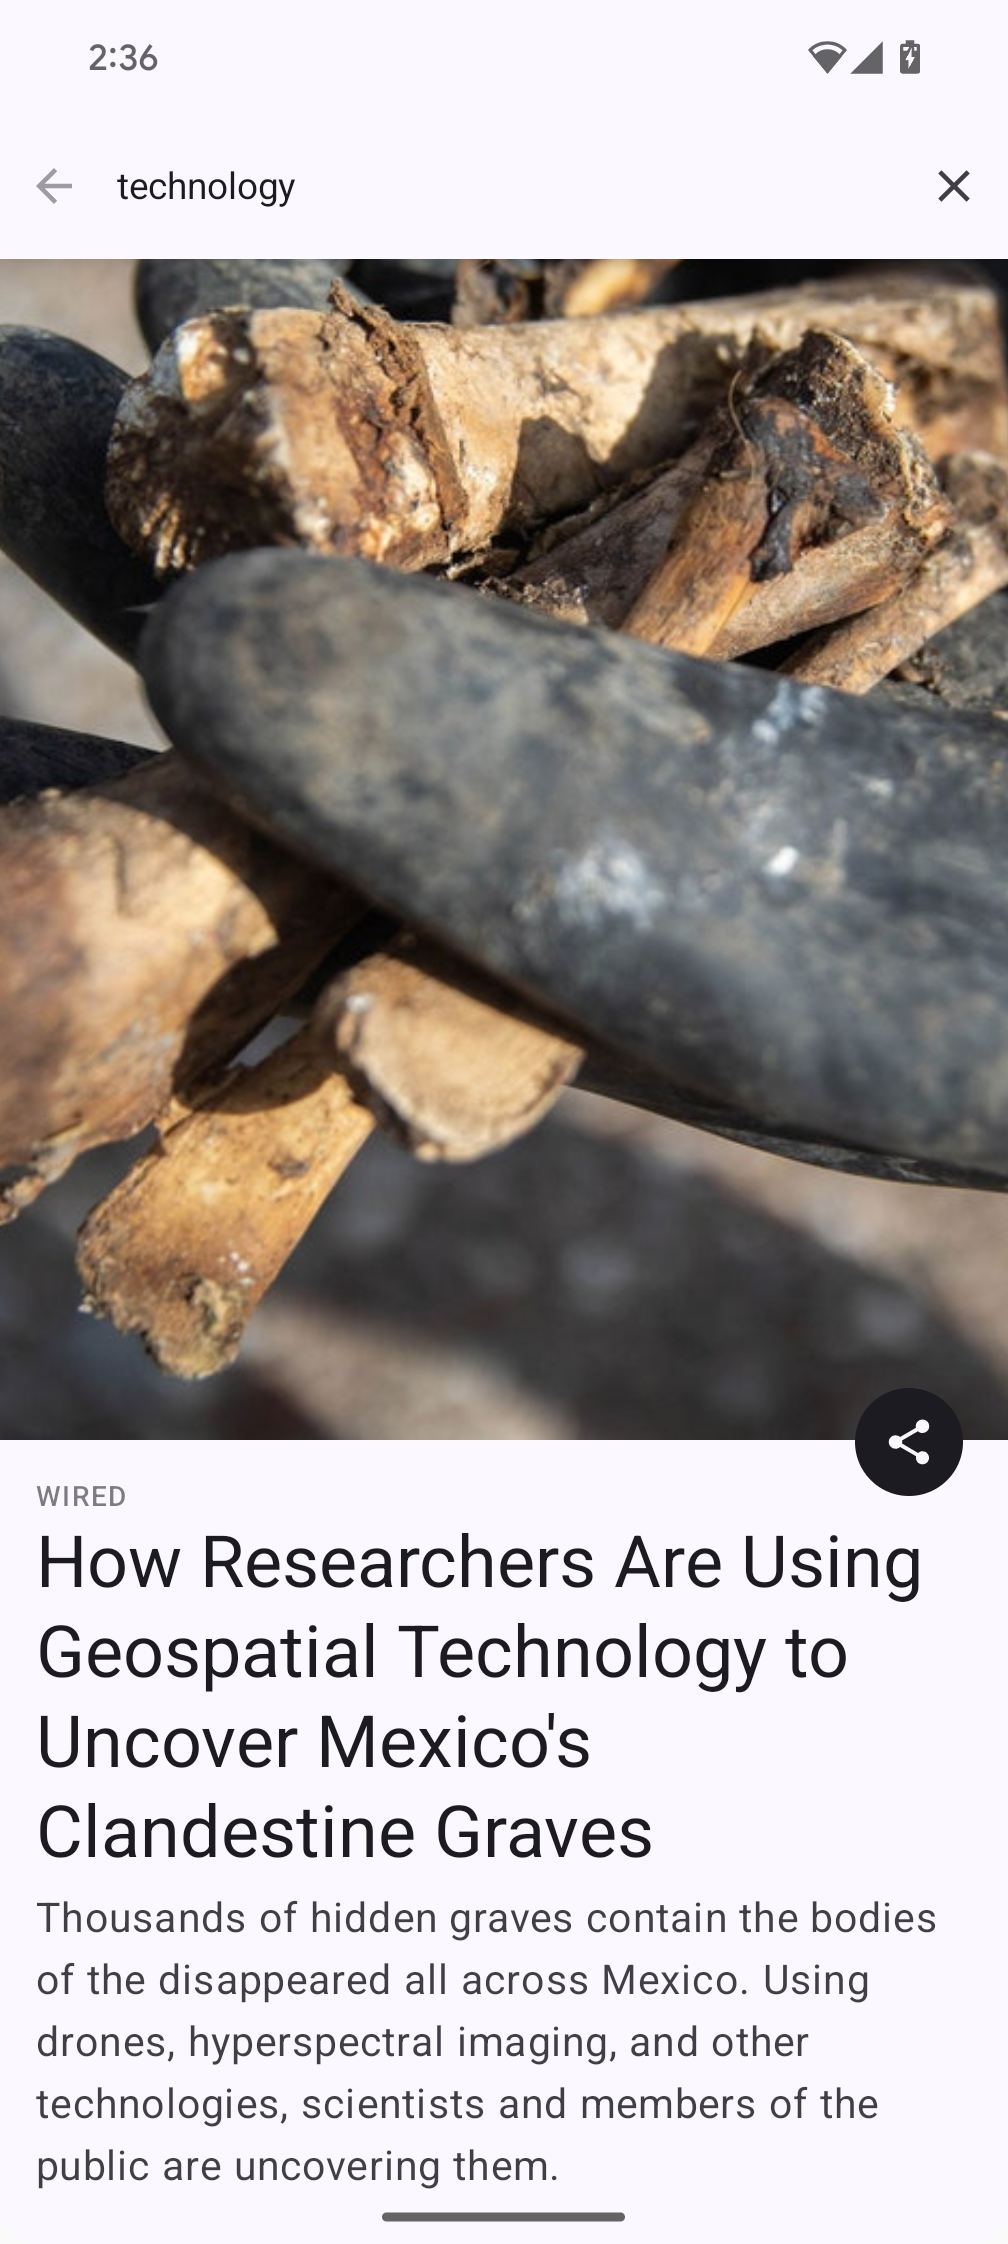 2:36
technology
WIRED
How Researchers Are Using
Geospatial Technology to
Uncover Mexico's
Clandestine Graves
Thousands of hidden graves contain the bodies
of the disappeared all across Mexico. Using
drones, hyperspectral imaging, and other
technologies, scientists and members of the
public are uncovering them.